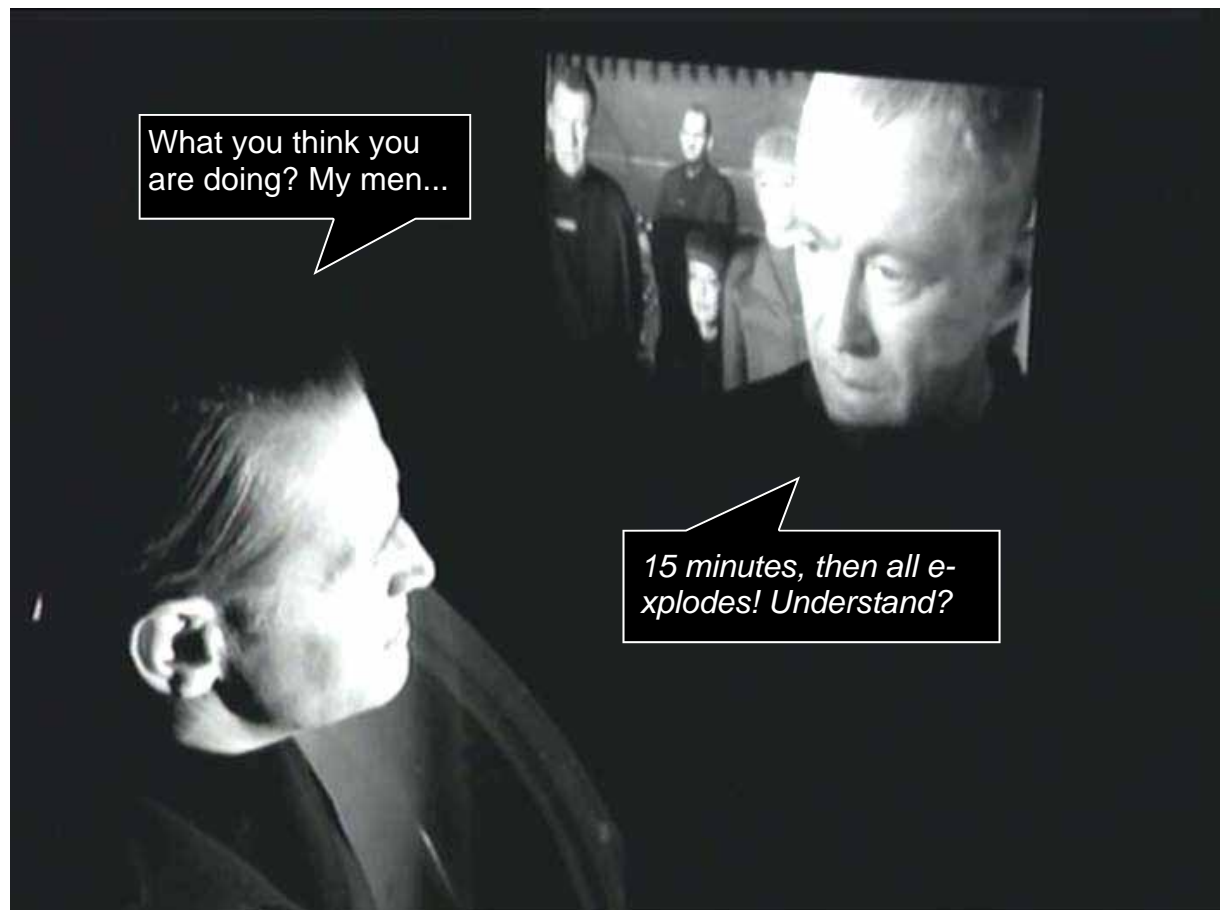 What you think you
are doing? My men...
15 minutes, then all e-
xplodes! Understand?